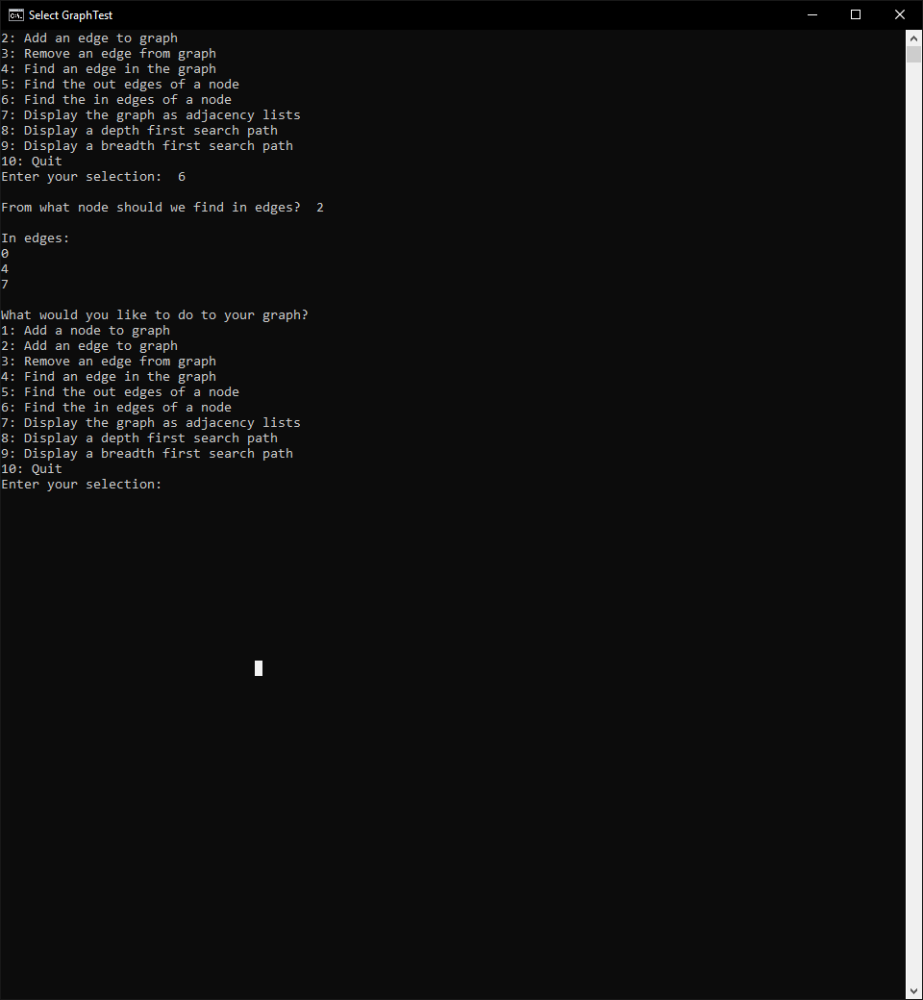 Select GraphTest
2: Add an edge to graph
3: Remove an edge from graph
4: Find an edge in the graph
5: Find the out edges of a node
6: Find the in edges of a node
7: Display the graph as adjacency lists
8: Display a depth first search path
9: Display a breadth first search path
10: Quit
Enter your selection:  6
From what node should we find in edges?  2
In edges:
0
4
7
What would you like to do to your graph?
1: Add a node to graph
2: Add an edge to graph
3: Remove an edge from graph
4: Find an edge in the graph
5: Find the out edges of a node
6: Find the in edges of a node
7: Display the graph as adjacency lists
8: Display a depth first search path
9: Display a breadth first search path
10: Quit
Enter your selection: